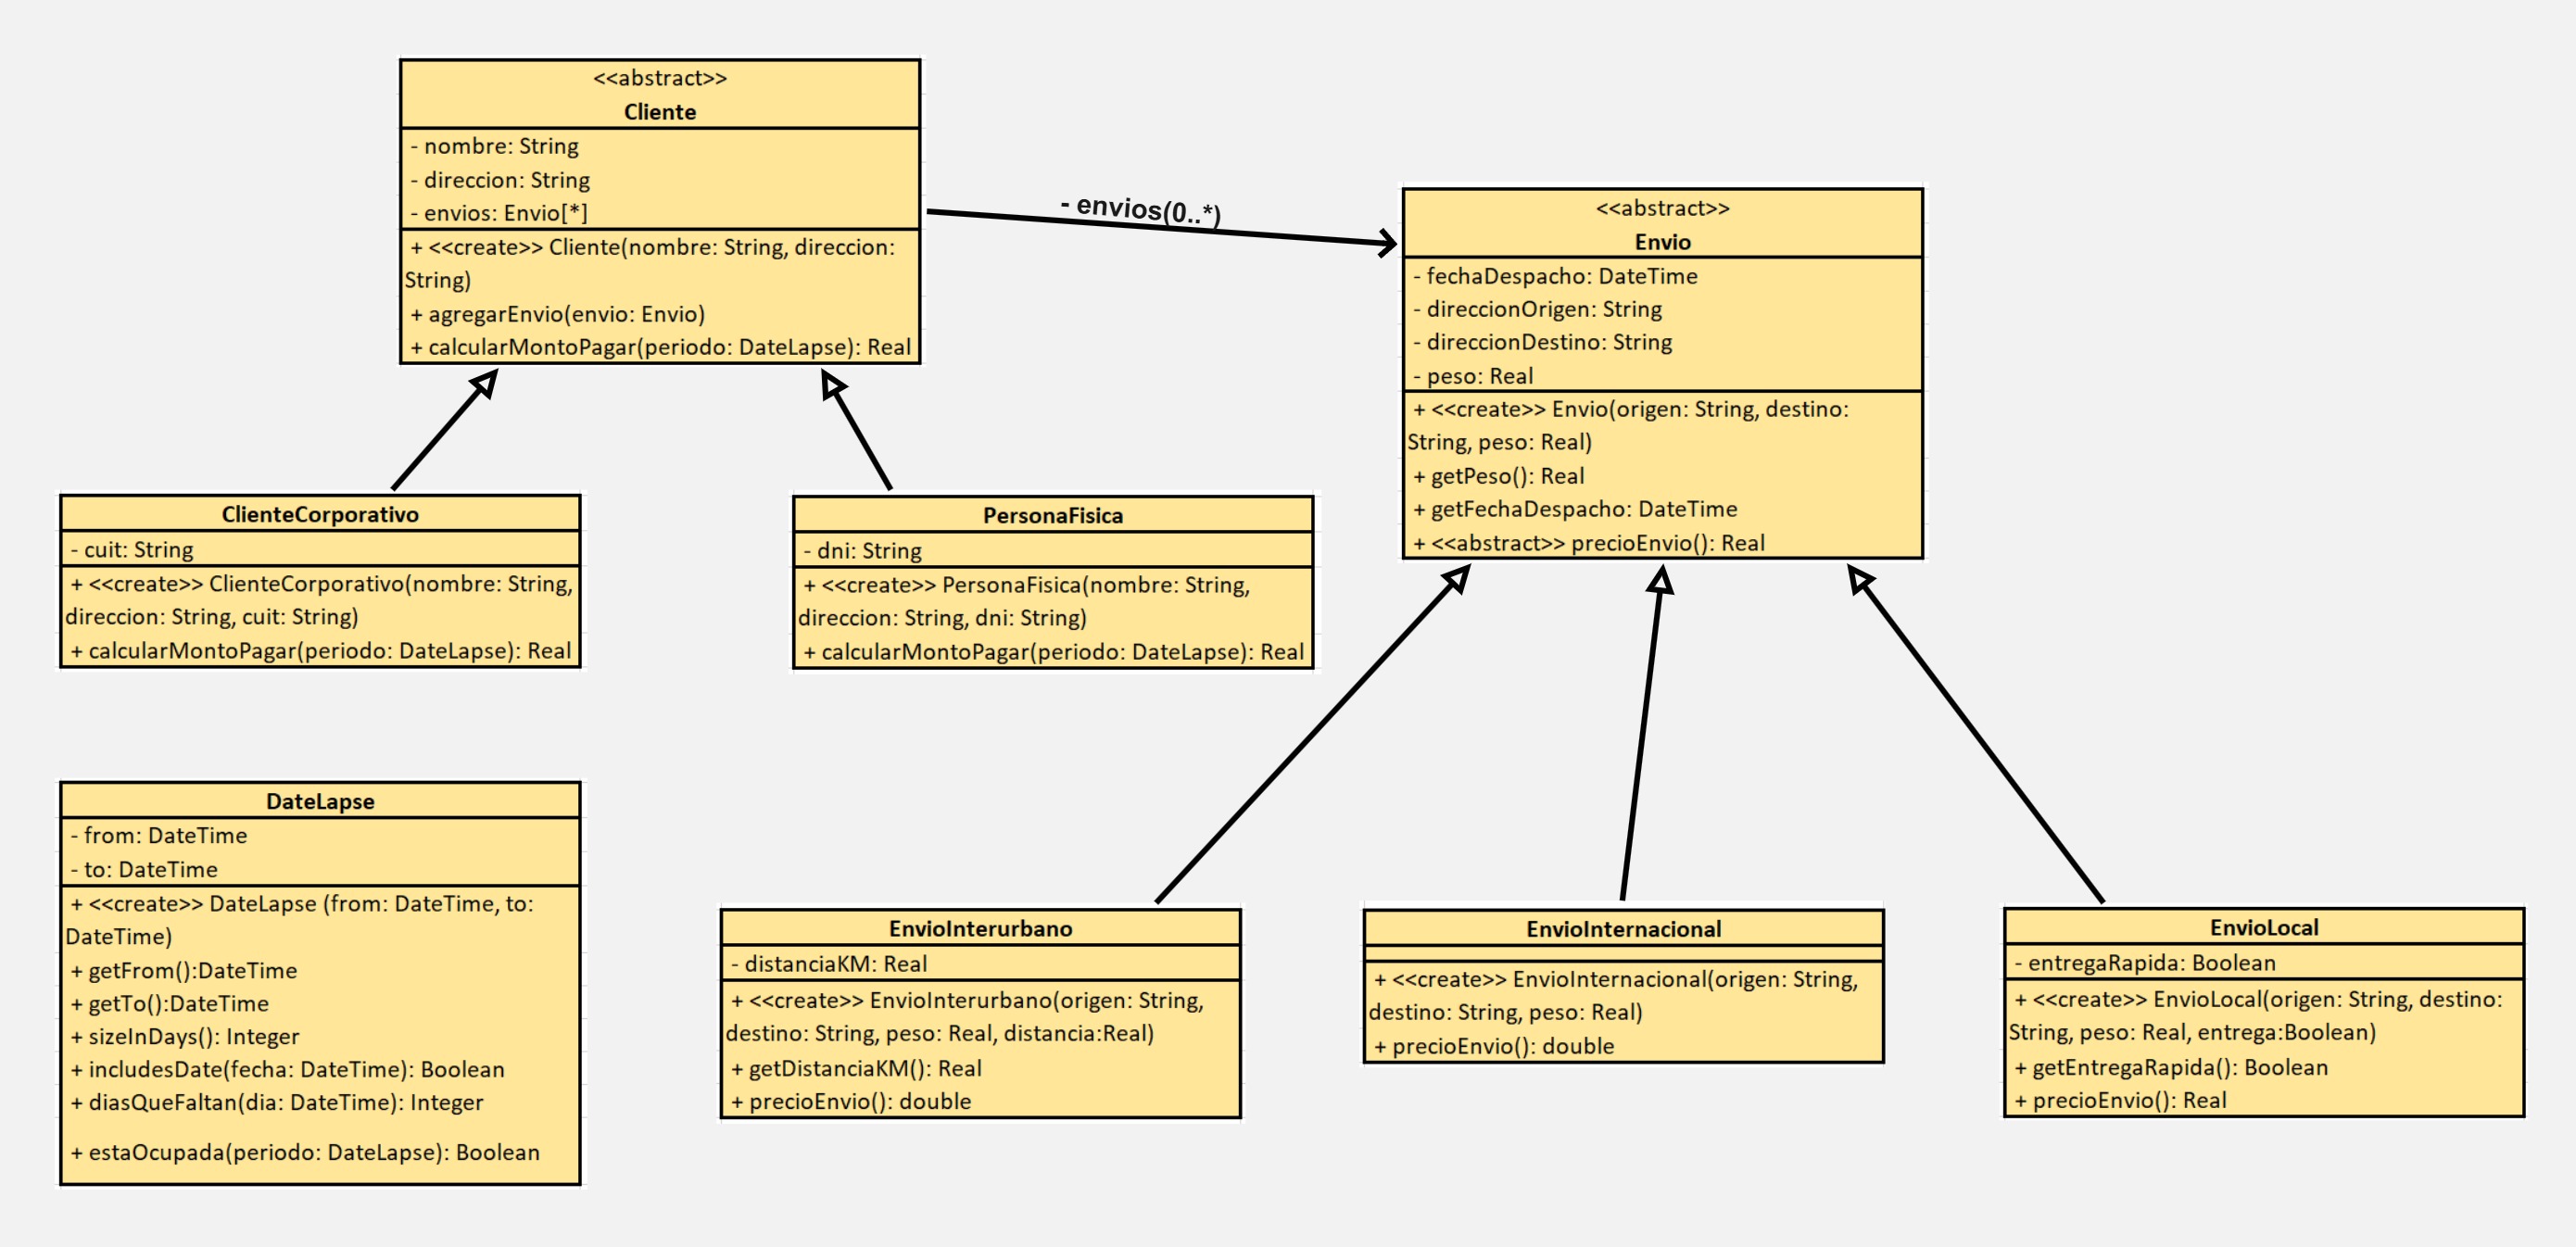 <<abstract>>
Cliente
- nombre: String
- direccion: String
- envios: Envio[*]
+ <<create>> Cliente(nombre: String, direccion:
String)
+ agregarEnvio(envio: Envio)
+ calcularMontoPagar(periodo: DateLapse): Real
- envios(0..*)
<<abstract>>
Envio
- fechaDespacho: DateTime
- direccionOrigen: String
- direccionDestino: String
- peso: Real
+ <<create>> Envio(origen: String, destino:
String, peso: Real)
+ getPeso(): Real
+ getFechaDespacho: DateTime
+ <<abstract>> precioEnvio(): Real
ClienteCorporativo
- cuit: String
+ <<create>> ClienteCorporativo(nombre: String,
direccion: String, cuit: String)
+ calcularMontoPagar(periodo: DateLapse): Real
PersonaFisica
- dni: String
+ <<create>> PersonaFisica(nombre: String,
direccion: String, dni: String)
+ calcularMontoPagar(periodo: DateLapse): Real
DateLapse
- from: DateTime
- to: DateTime
+ <<create>> DateLapse (from: DateTime, to:
DateTime)
+ getFrom():DateTime
+ getTo():DateTime
+ sizeInDays(): Integer
+ includesDate(fecha: DateTime): Boolean
+ diasQueFaltan(dia: DateTime): Integer
+ estaOcupada(periodo: DateLapse): Boolean
EnvioInterurbano
- distanciaKM: Real
+ <<create>> EnvioInterurbano(origen: String,
destino: String, peso: Real, distancia:Real)
+ getDistanciaKM(): Real
+ precioEnvio(): double
EnvioInternacional
+ <<create>> EnvioInternacional(origen: String,
destino: String, peso: Real)
+ precioEnvio(): double
EnvioLocal
- entregaRapida: Boolean
+ <<create>> EnvioLocal(origen: String, destino:
String, peso: Real, entrega:Boolean)
+ getEntregaRapida(): Boolean
+ precioEnvio(): Real